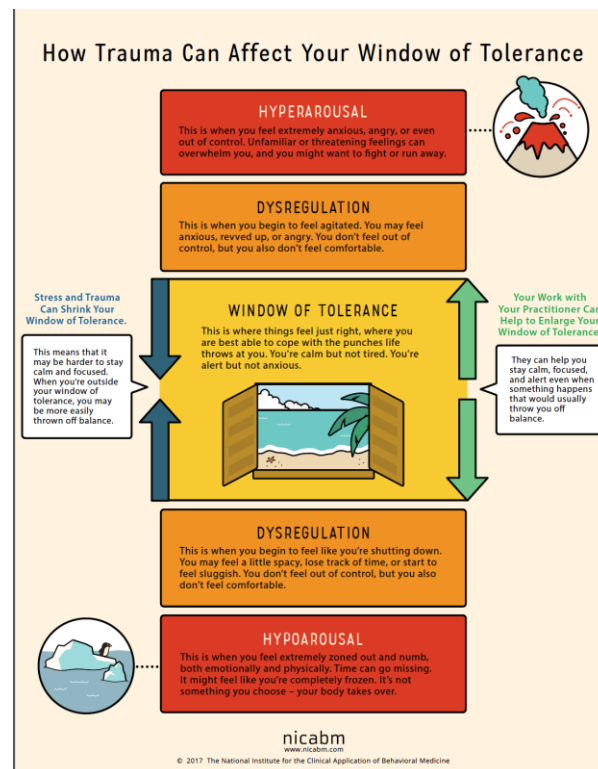 How Trauma Can Affect Your Window of Tolerance
HYPERAROUSAL
This is when you feel extremely anxious, angry, or even
out of control. Unfamiliar or threatening feelings can
overwhelm you, and you might want to fight or run away.
DYSREGULATION
This is when you begin to feel agitated. You may feel
anxious, revved up, or angry. You don't feel out of
control, but you also don't feel comfortable.
Stress and Trauma
Can Shrink Your
Window of Tolerance.
This means that it
may be harder to stay
calm and focused.
When you're outside
your window of
tolerance, you may
be more easily
thrown off balance.
WINDOW OF TOLERANCE
This is where things feel just right, where you
are best able to cope with the punches life
throws at you. You're calm but not tired. You're
alert but not anxious.
Your Work with
Your Practitioner Can
Help to Enlarge Your
Window of Tolerance
They can help you
stay calm, focused,
and alert even when
something happens
that would usually
throw you off
balance.
DYSREGULATION
This is when you begin to feel like you're shutting down.
You may feel a little spacy, lose track of time, or start to
feel sluggish. You don't feel out of control, but you also
don't feel comfortable.
HYPOAROUSAL
This is when you feel extremely zoned out and numb,
both emotionally and physically. Time can go missing.
It might feel like you're completely frozen. It's not
something you choose – your body takes over.
nicabm
www.nicabm.com
© 2017 The National Institute for the Clinical Application of Behavioral Medicine